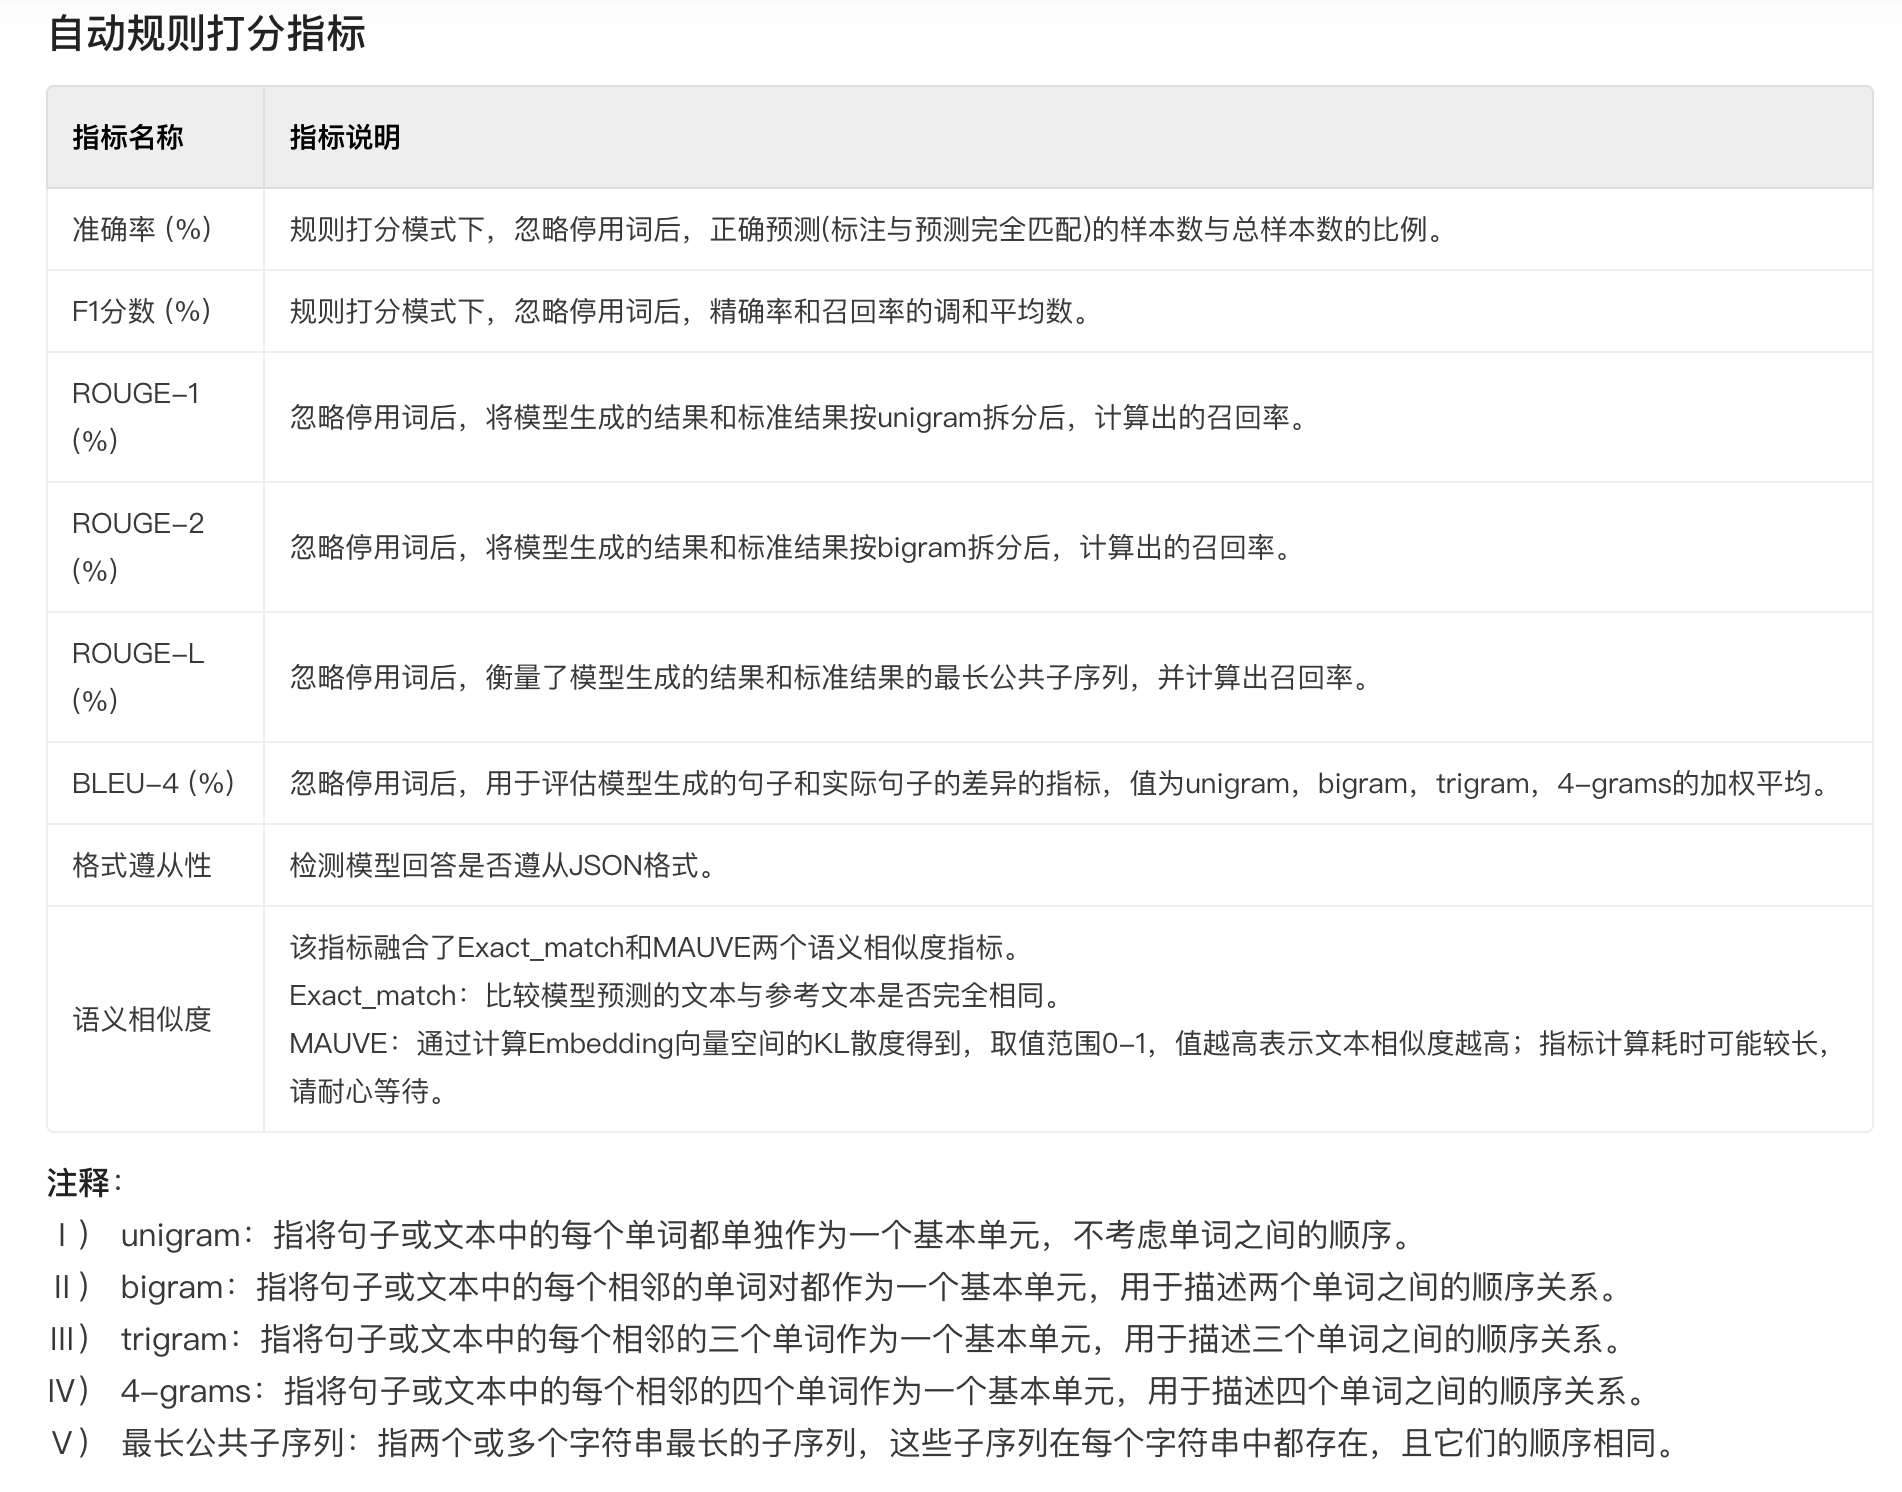 自动规则打分指标
指标名称
指标说明
准确率 (%)
规则打分模式下，忽略停用词后，正确预测(标注与预测完全匹配)的样本数与总样本数的比例。
F1分数 (%)
规则打分模式下，忽略停用词后，精确率和召回率的调和平均数。
ROUGE-1
(%)
忽略停用词后，将模型生成的结果和标准结果按unigram拆分后，计算出的召回率。
ROUGE-2
(%)
忽略停用词后，将模型生成的结果和标准结果按bigram拆分后，计算出的召回率。
ROUGE-L
(%)
忽略停用词后，衡量了模型生成的结果和标准结果的最长公共子序列，并计算出召回率。
BLEU-4 (%)
忽略停用词后，用于评估模型生成的句子和实际句子的差异的指标，值为unigram，bigram，trigram，4-grams的加权平均。
格式遵从性
检测模型回答是否遵从JSON格式。
语义相似度
该指标融合了Exact_match和MAUVE两个语义相似度指标。
Exact_match：比较模型预测的文本与参考文本是否完全相同。
MAUVE：通过计算Embedding向量空间的KL散度得到，取值范围0-1，值越高表示文本相似度越高；指标计算耗时可能较长，
请耐心等待。
注释：
Ⅰ） unigram：指将句子或文本中的每个单词都单独作为一个基本单元，不考虑单词之间的顺序。
Ⅱ） bigram：指将句子或文本中的每个相邻的单词对都作为一个基本单元，用于描述两个单词之间的顺序关系。
Ⅲ） trigram：指将句子或文本中的每个相邻的三个单词作为一个基本单元，用于描述三个单词之间的顺序关系。
Ⅳ） 4-grams：指将句子或文本中的每个相邻的四个单词作为一个基本单元，用于描述四个单词之间的顺序关系。
Ⅴ） 最长公共子序列：指两个或多个字符串最长的子序列，这些子序列在每个字符串中都存在，且它们的顺序相同。